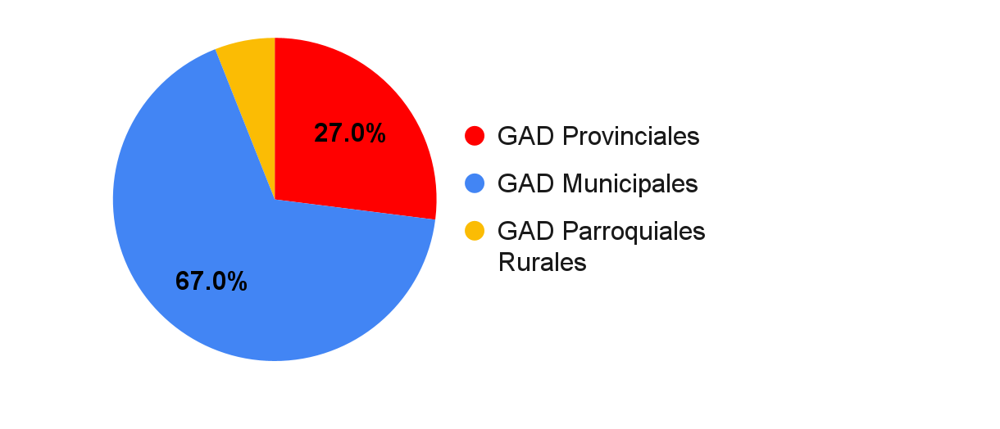 27.0%
67.0%
GAD Provinciales
GAD Municipales
GAD Parroquiales
Rurales